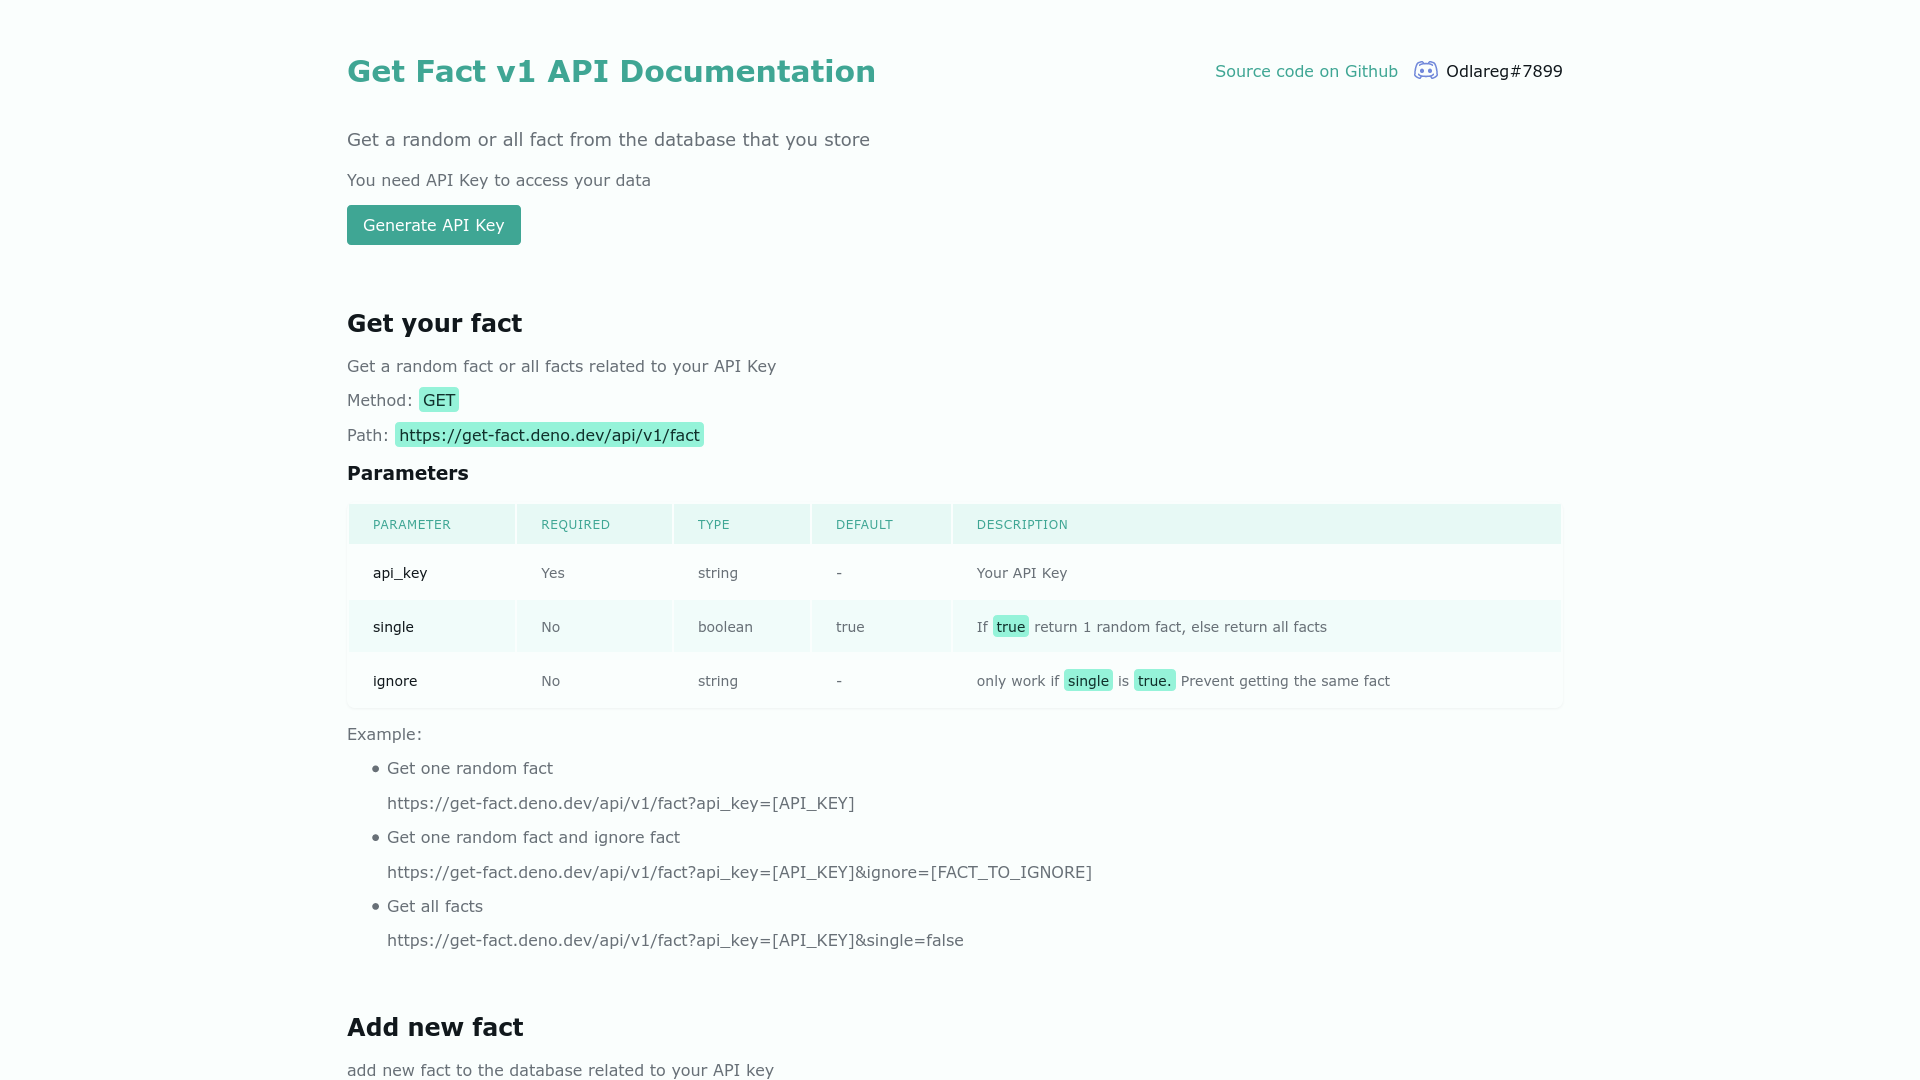 Get Fact v1 API Documentation
Source code on Github
Odlareg#7899
Get a random or all fact from the database that you store
You need API Key to access your data
Generate API Key
Get your fact
Get a random fact or all facts related to your API Key
Method: GET
Path: https://get-fact.deno.dev/api/v1/fact
Parameters
PARAMETER REQUIRED TYPE DEFAULT DESCRIPTION
api_key Yes string - Your API Key
single No boolean true If true return 1 random fact, else return all facts
ignore No string - only work if single is true. Prevent getting the same fact
Example:
• Get one random fact
https://get-fact.deno.dev/api/v1/fact?api_key=[API_KEY]
• Get one random fact and ignore fact
https://get-fact.deno.dev/api/v1/fact?api_key=[API_KEY]&ignore=[FACT_TO_IGNORE]
• Get all facts
https://get-fact.deno.dev/api/v1/fact?api_key=[API_KEY]&single=false
Add new fact
add new fact to the database related to your API key